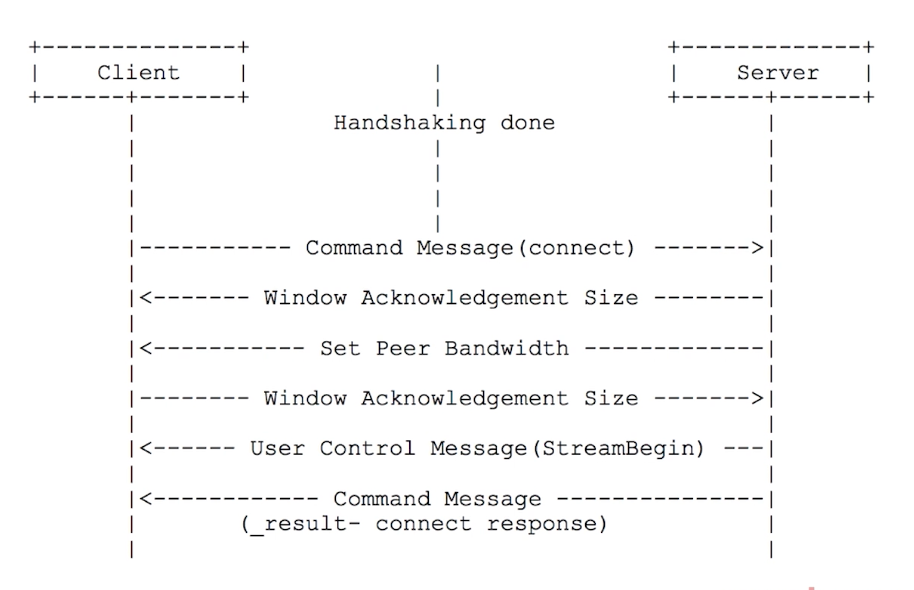 +--------------+                              +-------------+
|    Client    |              |               |    Server   |
+------+-------+              |               +------+------+
       |              Handshaking done               |
       |                      |                      |
       |                      |                      |
       |                      |                      |
       |                      |                      |
       |----------- Command Message(connect) ------->|
       |                                             |
       |<------- Window Acknowledgement Size --------|
       |                                             |
       |<----------- Set Peer Bandwidth -------------|
       |                                             |
       |-------- Window Acknowledgement Size ------->|
       |                                             |
       |<------ User Control Message(StreamBegin) ---|
       |                                             |
       |<------------ Command Message ---------------|
       |       (_result- connect response)           |
       |                                             |